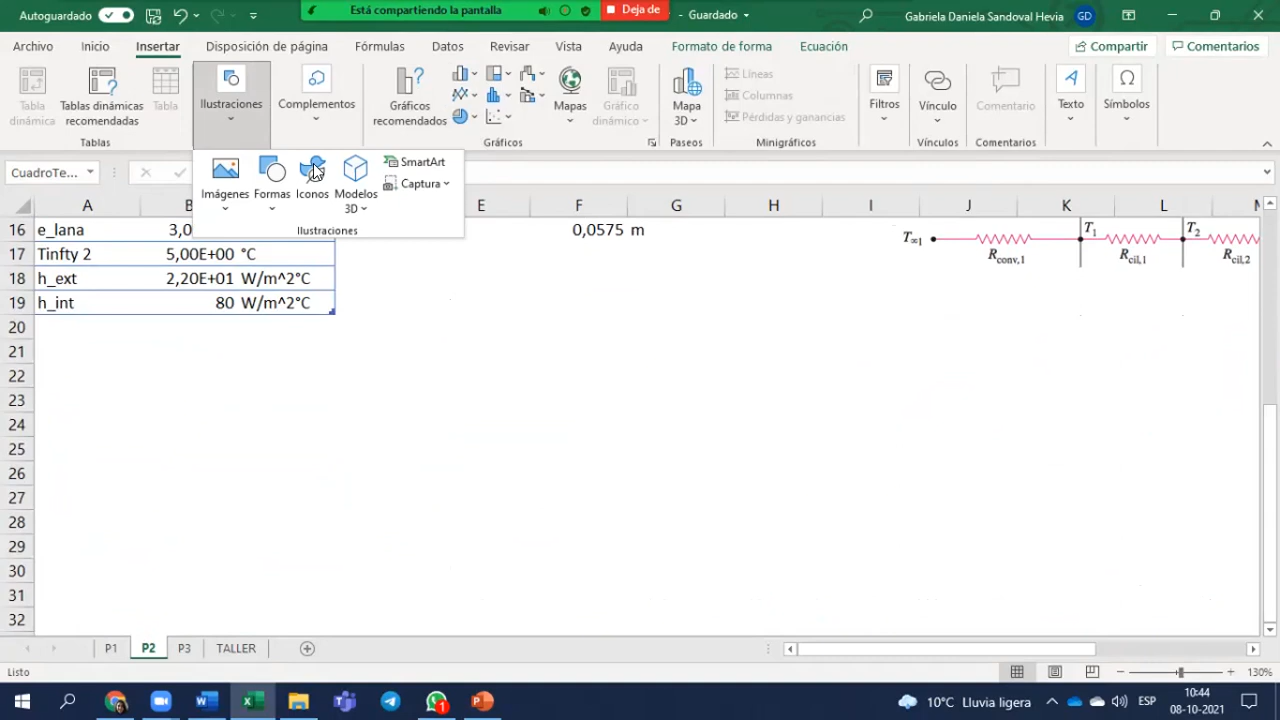 Autoguardado
Está compartiendo la pantalla
Deja de
- Guardado
Gabriela Daniela Sandoval Hevia
GD
Archivo Inicio Insertar Disposición de página Fórmulas Datos Revisar Vista Ayuda Formato de forma Ecuación
Compartir
Comentarios
Tabla dinámica
Tablas dinámicas recomendadas
Tabla
Ilustraciones
Complementos
Gráficos recomendados
Mapas
Gráfico dinámico
Mapa 3D
Líneas
Columnas
Pérdidas y ganancias
Filtros
Vínculo
Comentario
Texto
Símbolos
Tablas
Gráficos
Paseos
Minigráficos
Vínculos
Comentarios
CuadroTe...
Imágenes
Formas
Iconos
Modelos 3D
SmartArt
Captura
Ilustraciones
A B E F G H I J K L M
16 e_lana 3,0 0,0575 m
17 Tinfty 2 5,00E+00 °C
18 h_ext 2,20E+01 W/m^2°C
19 h_int 80 W/m^2°C
T∞1 T1 T2
Rconv,1 Rcil,1 Rcil,2
20
21
22
23
24
25
26
27
28
29
30
31
32
P1 P2 P3 TALLER
Listo
130%
1
10°C Lluvia ligera
ESP
10:44
08-10-2021